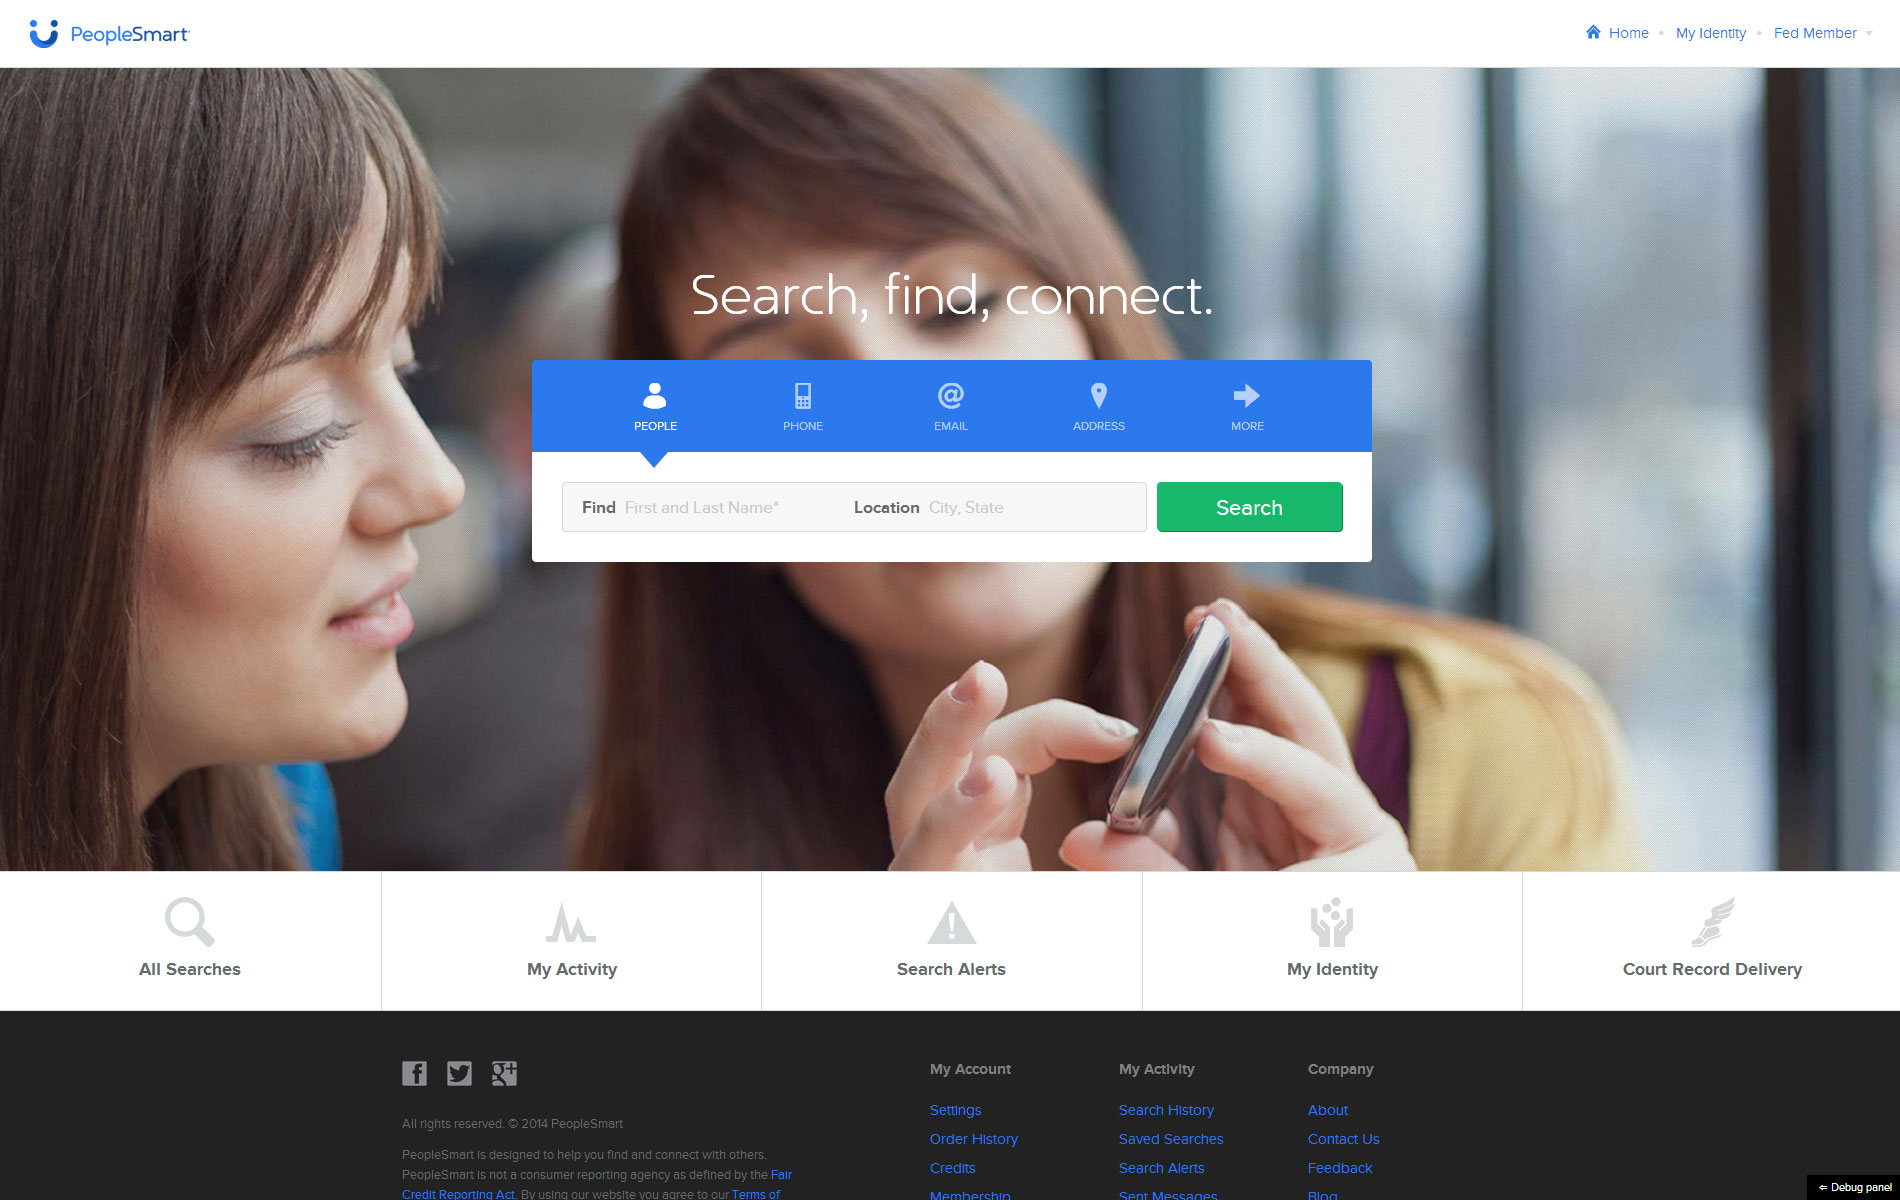 PeopleSmart
Home • My Identity • Fed Member
Search, find, connect.
PEOPLE
PHONE
EMAIL
ADDRESS
MORE
Find First and Last Name*
Location City, State
Search
All Searches
My Activity
Search Alerts
My Identity
Court Record Delivery
All rights reserved. © 2014 PeopleSmart
PeopleSmart is designed to help you find and connect with others.
PeopleSmart is not a consumer reporting agency as defined by the Fair
Credit Reporting Act. By using our website you agree to our Terms of
My Account
Settings
Order History
Credits
Membership
My Activity
Search History
Saved Searches
Search Alerts
Sent Messages
Company
About
Contact Us
Feedback
Blog
⇐ Debug panel